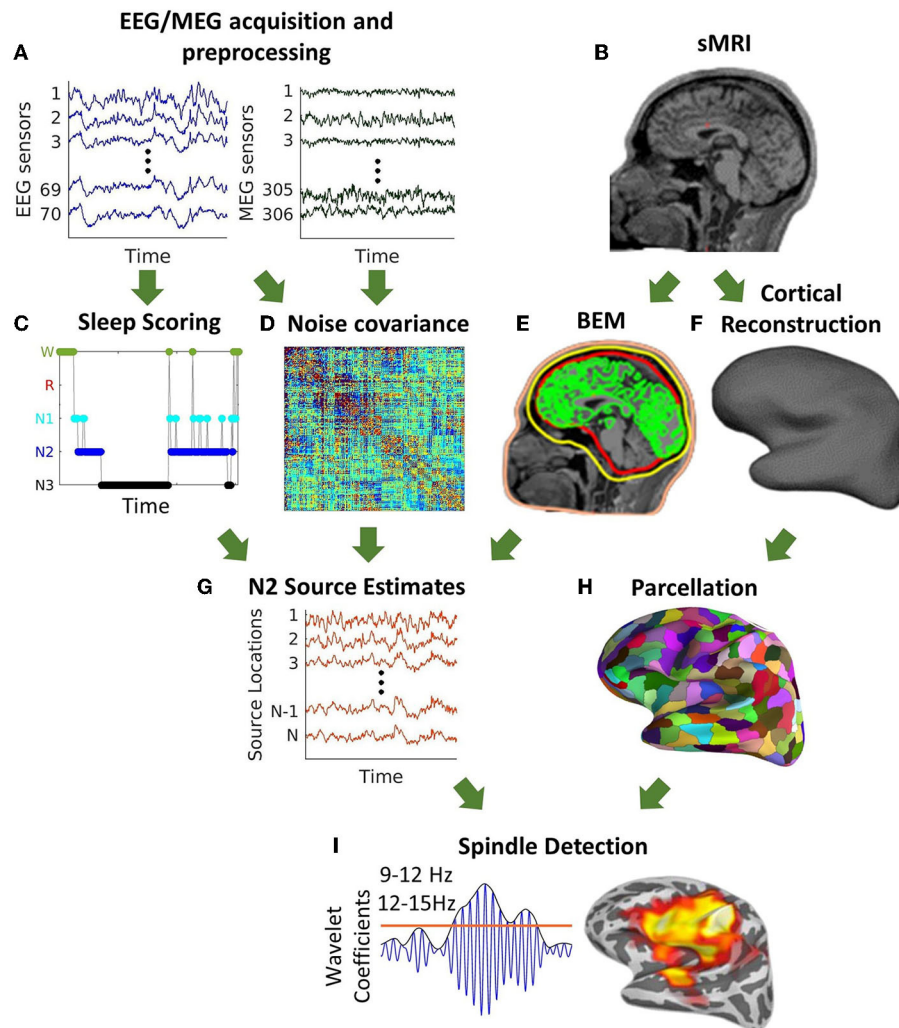 EEG/MEG acquisition and
preprocessing
A
EEG sensors
1
2
3
69
70
Time
MEG sensors
1
2
3
305
306
Time
B
sMRI
C
Sleep Scoring
W
R
N1
N2
N3
Time
D
Noise covariance
E
BEM
F
Cortical
Reconstruction
G
N2 Source Estimates
Source Locations
1
2
3
N-1
N
Time
H
Parcellation
I
Spindle Detection
Wavelet
Coefficients
9-12 Hz
12-15Hz